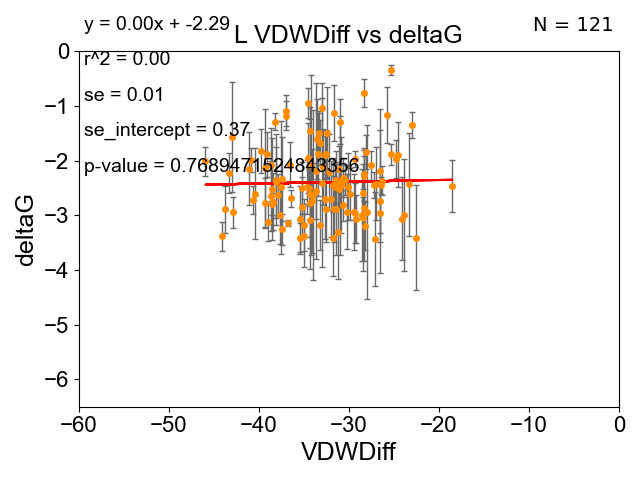 y = 0.00x + -2.29
N = 121
L VDWDiff vs deltaG
r^2 = 0.00
se = 0.01
se_intercept = 0.37
p-value = 0.7689471524843356
0
−1
−2
−3
−4
−5
−6
deltaG
−60 −50 −40 −30 −20 −10 0
VDWDiff